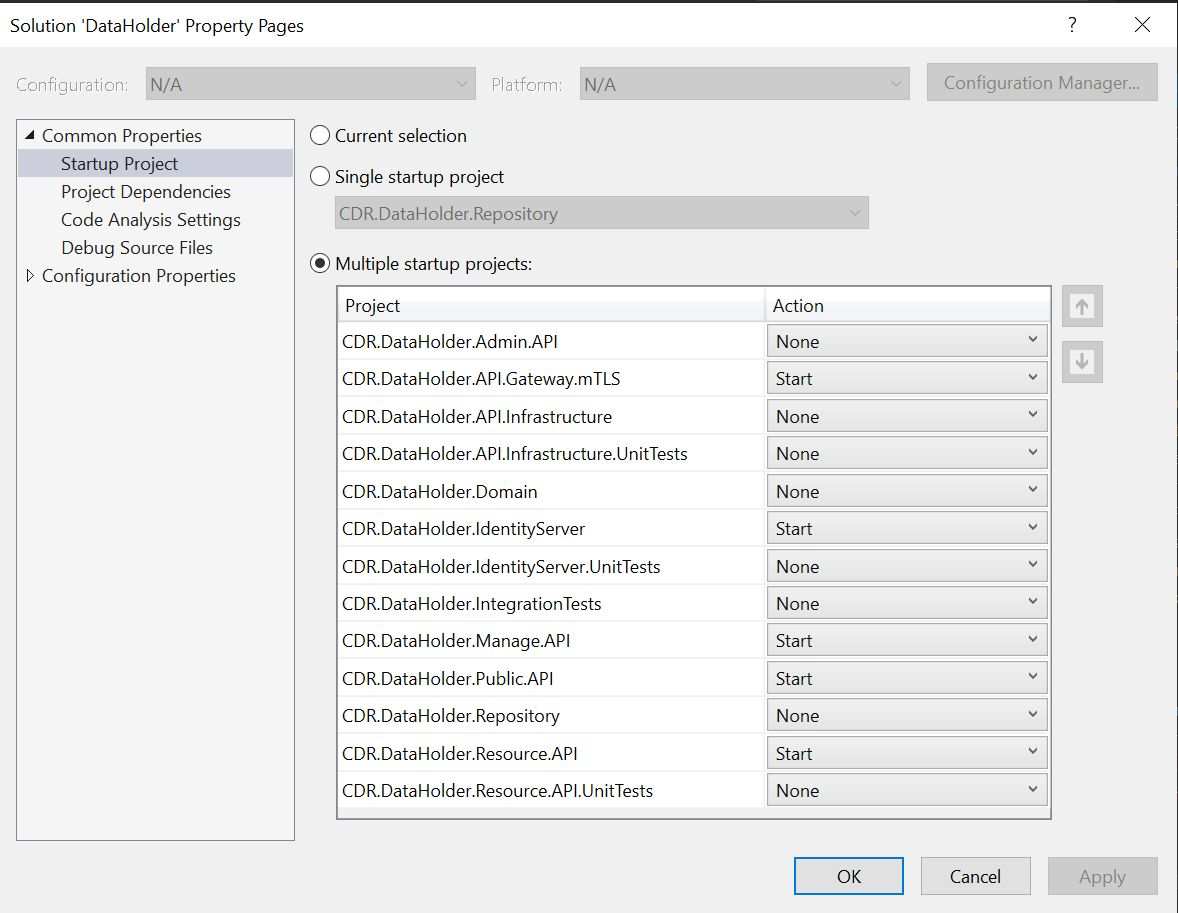 Solution 'DataHolder' Property Pages ?
Configuration: N/A Platform: N/A Configuration Manager...
Common Properties
Startup Project
Project Dependencies
Code Analysis Settings
Debug Source Files
Configuration Properties
Current selection
Single startup project
CDR.DataHolder.Repository
Multiple startup projects:
Project Action
CDR.DataHolder.Admin.API None
CDR.DataHolder.API.Gateway.mTLS Start
CDR.DataHolder.API.Infrastructure None
CDR.DataHolder.API.Infrastructure.UnitTests None
CDR.DataHolder.Domain None
CDR.DataHolder.IdentityServer Start
CDR.DataHolder.IdentityServer.UnitTests None
CDR.DataHolder.IntegrationTests None
CDR.DataHolder.Manage.API Start
CDR.DataHolder.Public.API Start
CDR.DataHolder.Repository None
CDR.DataHolder.Resource.API Start
CDR.DataHolder.Resource.API.UnitTests None
OK Cancel Apply